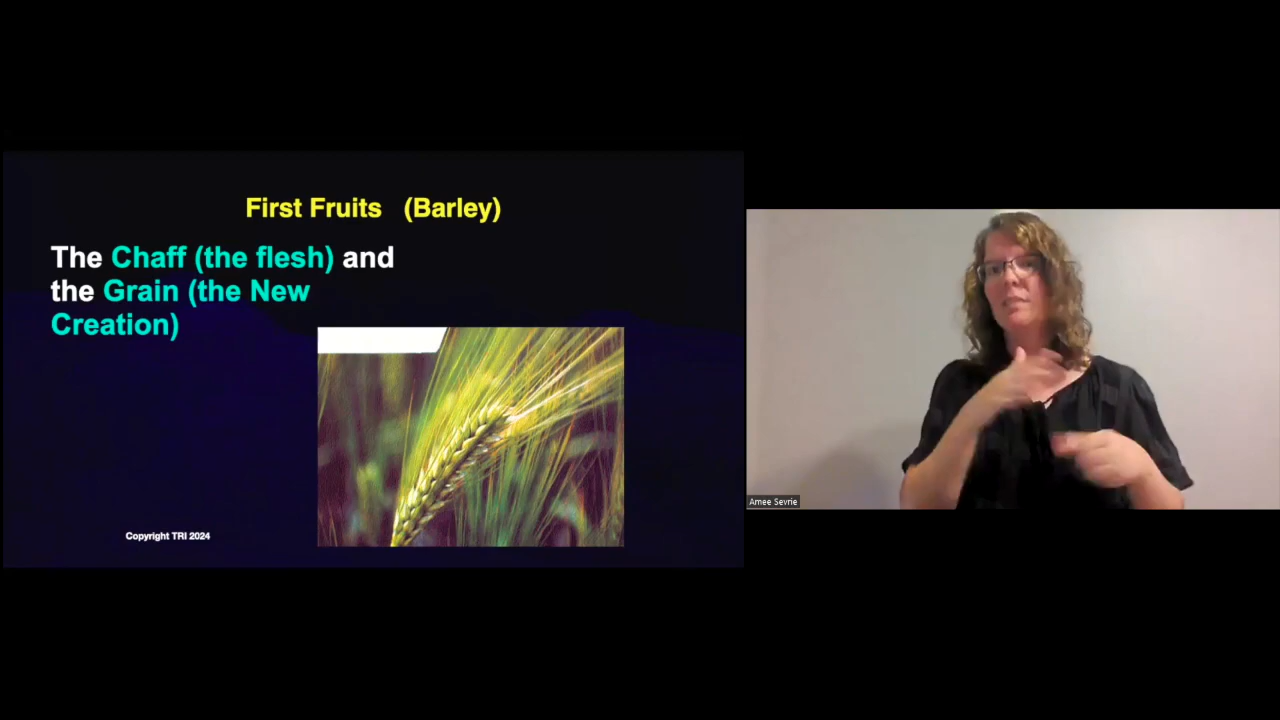 First Fruits (Barley)
The Chaff (the flesh) and
the Grain (the New
Creation)
Copyright TRI 2024
Amee Sevrie